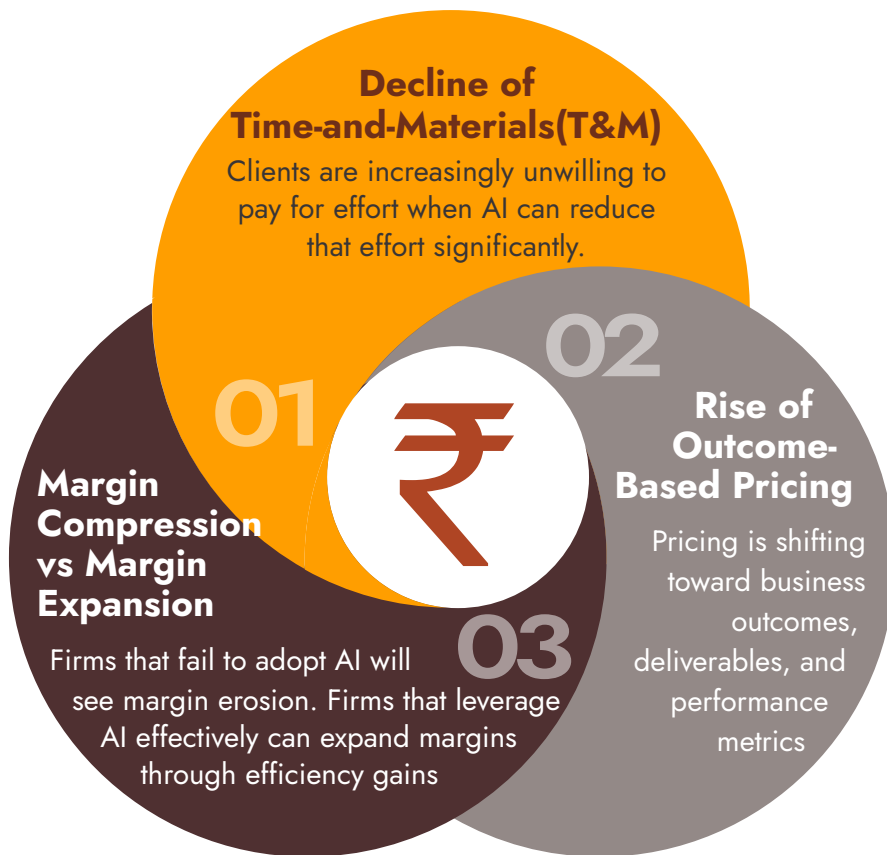 Decline of
Time-and-Materials(T&M)
Clients are increasingly unwilling to
pay for effort when AI can reduce
that effort significantly.
01
02
Rise of
Outcome-
Based Pricing
Pricing is shifting
toward business
outcomes,
deliverables, and
performance
metrics
₹
03
Margin
Compression
vs Margin
Expansion
Firms that fail to adopt AI will
see margin erosion. Firms that leverage
AI effectively can expand margins
through efficiency gains